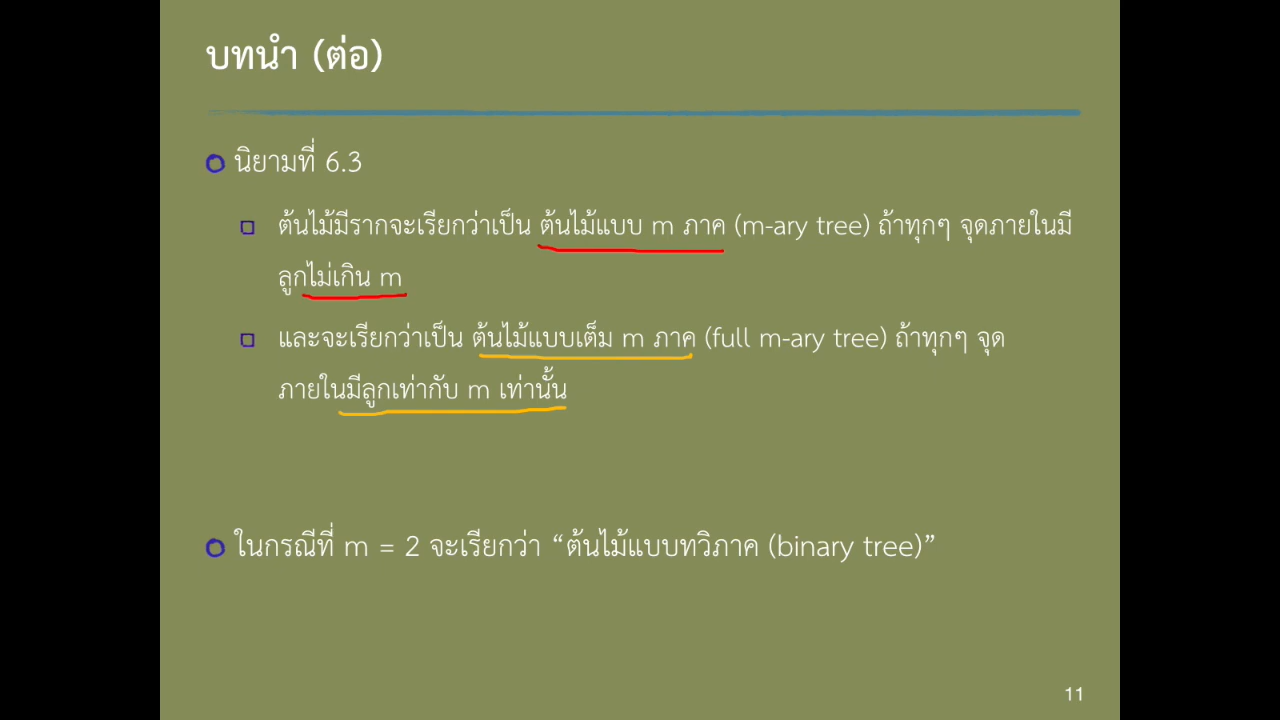 บทนำ (ต่อ)
นิยามที่ 6.3
ต้นไม้มีรากจะเรียกว่าเป็น ต้นไม้แบบ m ภาค (m-ary tree) ถ้าทุกๆ จุดภายในมี
ลูกไม่เกิน m
และจะเรียกว่าเป็น ต้นไม้แบบเต็ม m ภาค (full m-ary tree) ถ้าทุกๆ จุด
ภายในมีลูกเท่ากับ m เท่านั้น
ในกรณีที่ m = 2 จะเรียกว่า “ต้นไม้แบบทวิภาค (binary tree)”
11